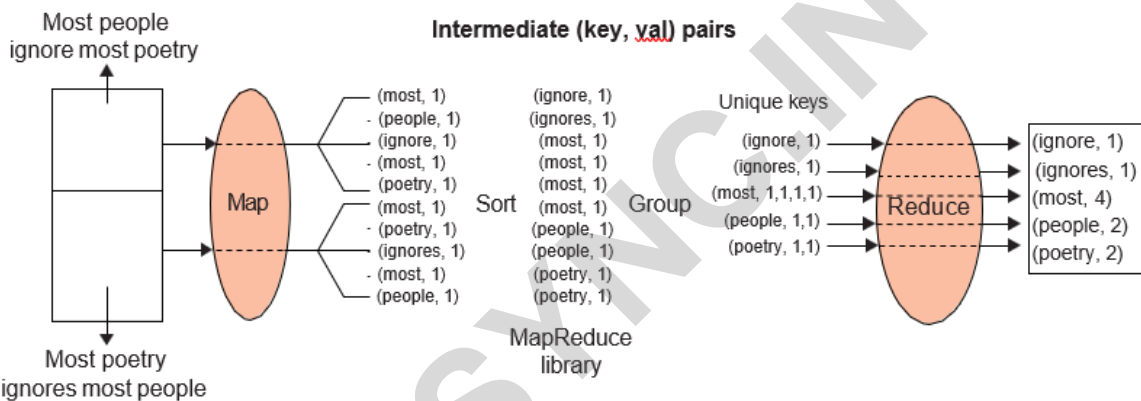 Most people
ignore most poetry
Intermediate (key, val) pairs
(most, 1)
(people, 1)
(ignore, 1)
(most, 1)
(poetry, 1)
(most, 1)
(poetry, 1)
(ignores, 1)
(most, 1)
(people, 1)
Map
Sort
(ignore, 1)
(ignores, 1)
(most, 1)
(most, 1)
(most, 1)
(most, 1)
(people, 1)
(people, 1)
(poetry, 1)
(poetry, 1)
Group
MapReduce
library
Unique keys
(ignore, 1)
(ignores, 1)
(most, 1,1,1,1)
(people, 1,1)
(poetry, 1,1)
Reduce
(ignore, 1)
(ignores, 1)
(most, 4)
(people, 2)
(poetry, 2)
Most poetry
ignores most people
SYNC.IN